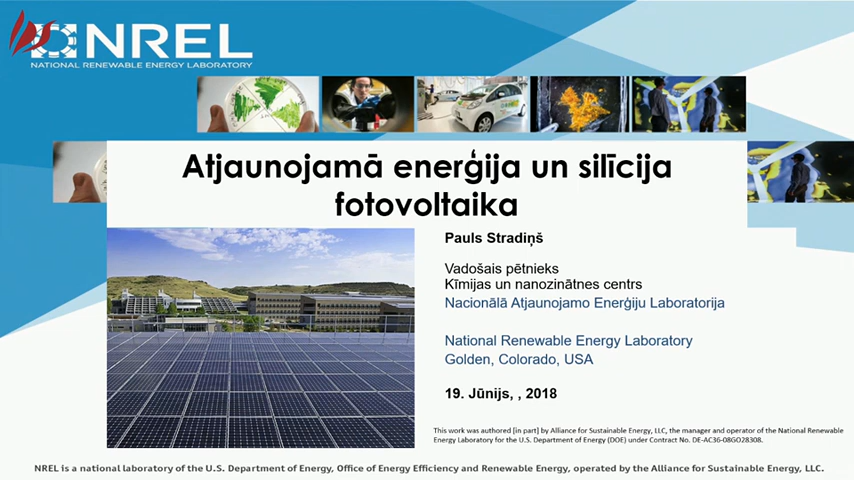 NREL
NATIONAL RENEWABLE ENERGY LABORATORY
Atjaunojamā enerģija un silīcija
fotovoltaika
Pauls Stradiņš
Vadošais pētnieks
Kīmijas un nanozinātnes centrs
Nacionālā Atjaunojamo Enerģiju Laboratorija
National Renewable Energy Laboratory
Golden, Colorado, USA
19. Jūnijs, , 2018
This work was authored [in part] by Alliance for Sustainable Energy, LLC, the manager and operator of the National Renewable
Energy Laboratory for the U.S. Department of Energy (DOE) under Contract No. DE-AC36-08GO28308.
NREL is a national laboratory of the U.S. Department of Energy, Office of Energy Efficiency and Renewable Energy, operated by the Alliance for Sustainable Energy, LLC.